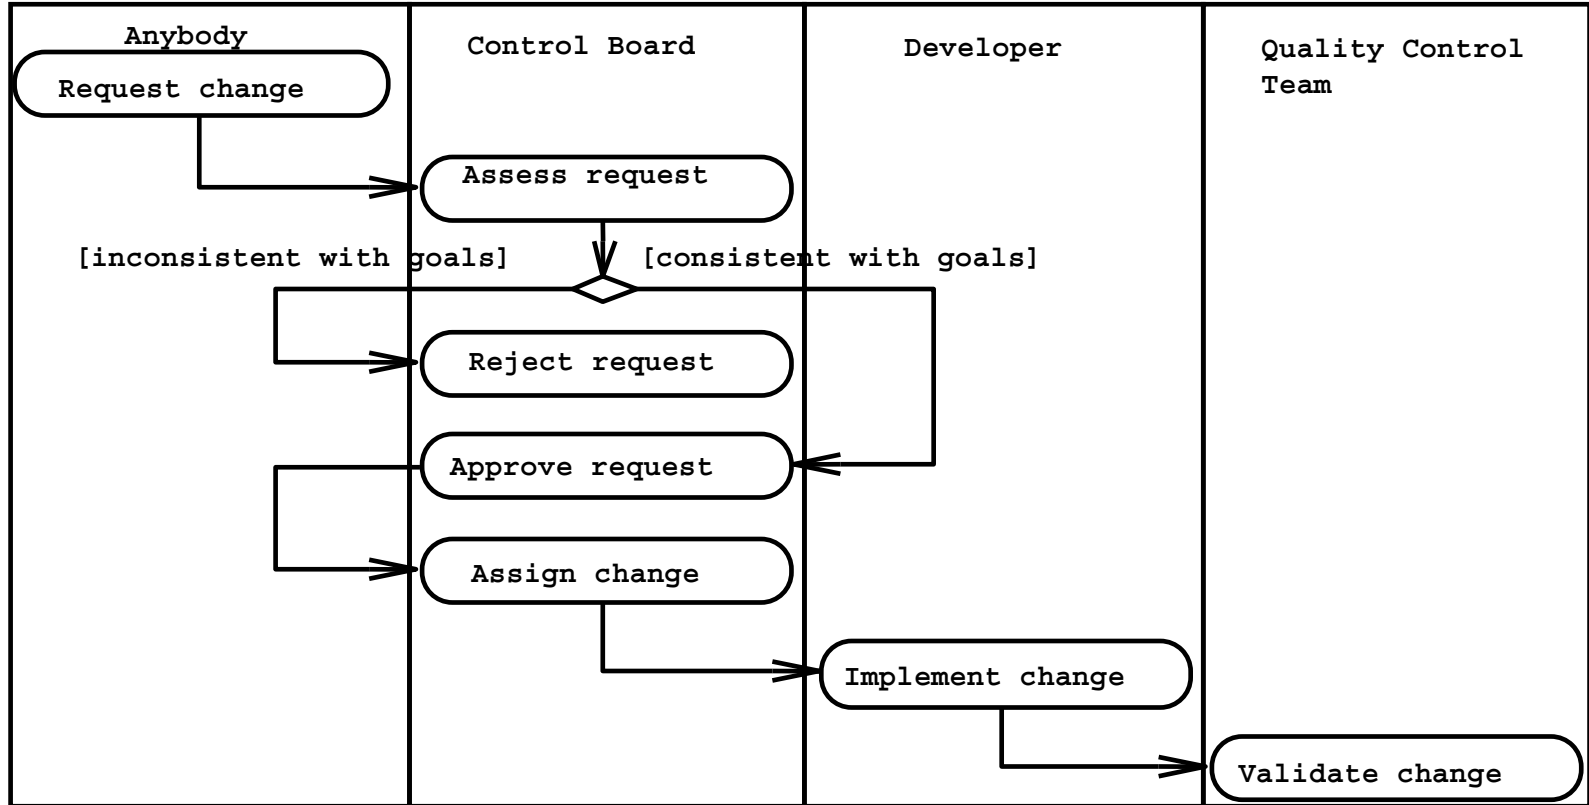 Anybody
Control Board
Developer
Quality Control
Team
Request change
Assess request
[inconsistent with goals]
[consistent with goals]
Reject request
Approve request
Assign change
Implement change
Validate change